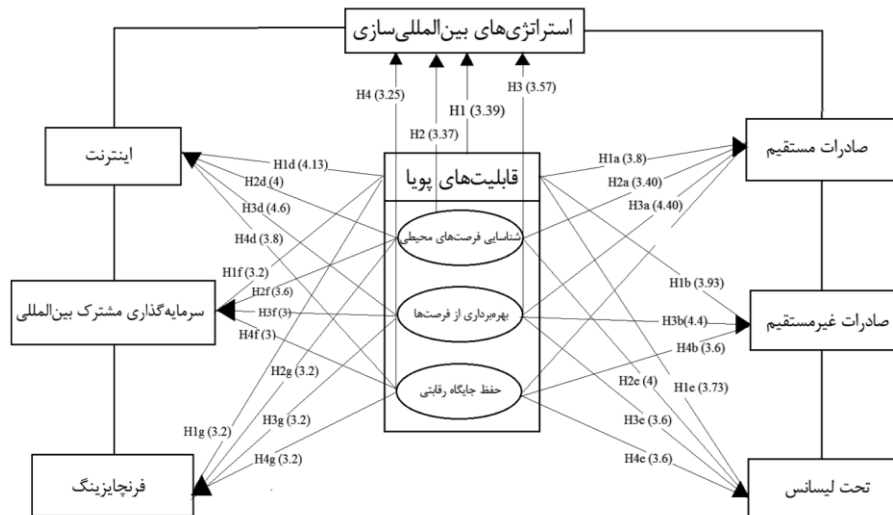 استراتژی‌های بین‌المللی‌سازی
H4 (3.25)
H3 (3.57)
H1 (3.39)
H2 (3.37)
اینترنت
صادرات مستقیم
قابلیت‌های پویا
H1d (4.13)
H2d (4)
H3d (4.6)
H4d (3.8)
H1a (3.8)
H2a (3.40)
H3a (4.40)
شناسایی فرصت‌های محیطی
H1f (3.2)
H2f (3.6)
H3f (3)
H4f (3)
سرمایه‌گذاری مشترک بین‌المللی
بهره‌برداری از فرصت‌ها
H1b (3.93)
H3b(4.4)
H4b (3.6)
صادرات غیرمستقیم
حفظ جایگاه رقابتی
H2g (3.2)
H1g (3.2)
H3g (3.2)
H4g (3.2)
H2e (4)
H1e (3.73)
H3e (3.6)
H4e (3.6)
فرنچایزینگ
تحت لیسانس